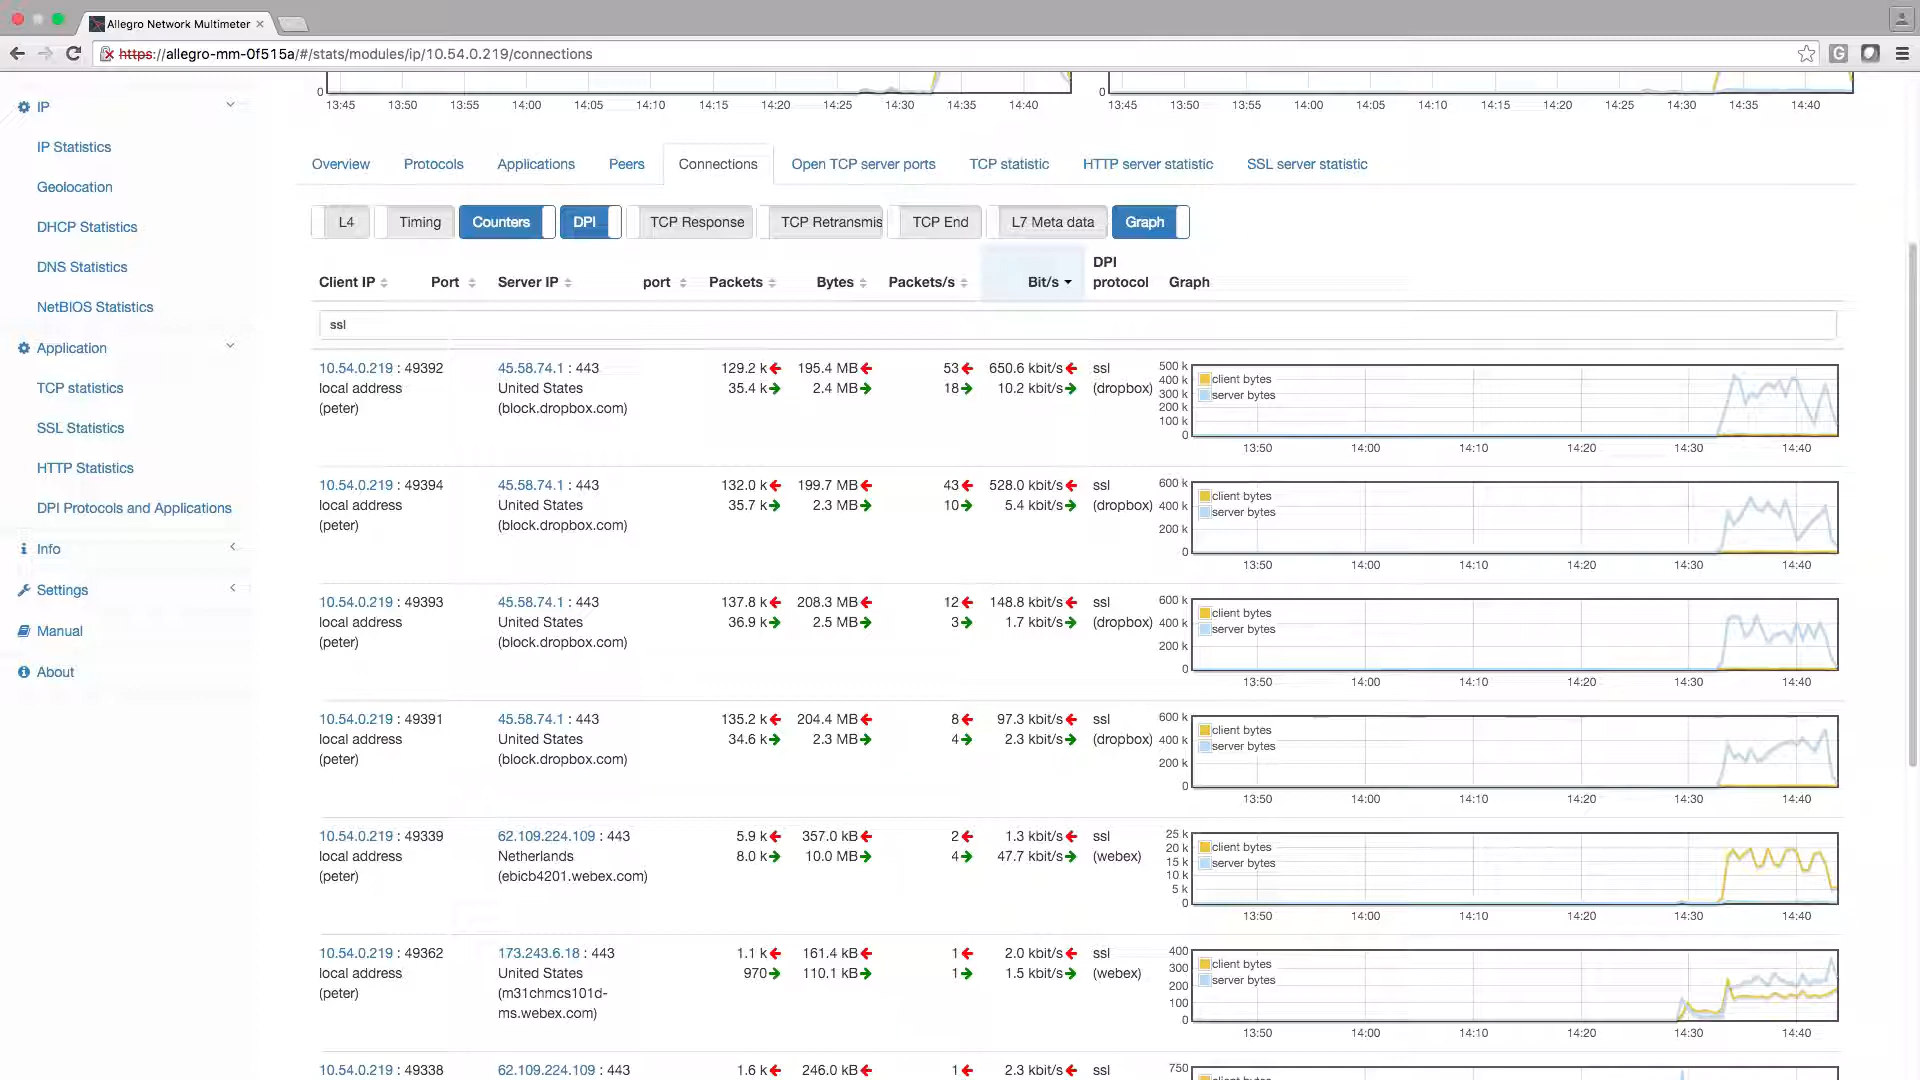 Allegro Network Multimeter
https://allegro-mm-0f515a/#/stats/modules/ip/10.54.0.219/connections
IP
IP Statistics
Geolocation
DHCP Statistics
DNS Statistics
NetBIOS Statistics
Application
TCP statistics
SSL Statistics
HTTP Statistics
DPI Protocols and Applications
Info
Settings
Manual
About
0
13:45 13:50 13:55 14:00 14:05 14:10 14:15 14:20 14:25 14:30 14:35 14:40
0
13:45 13:50 13:55 14:00 14:05 14:10 14:15 14:20 14:25 14:30 14:35 14:40
Overview Protocols Applications Peers Connections Open TCP server ports TCP statistic HTTP server statistic SSL server statistic
L4 Timing Counters DPI TCP Response TCP Retransmis TCP End L7 Meta data Graph
Client IP Port Server IP port Packets Bytes Packets/s Bit/s DPI protocol Graph
ssl
10.54.0.219 : 49392 45.58.74.1 : 443 129.2 k 195.4 MB 53 650.6 kbit/s ssl
local address United States 35.4 k 2.4 MB 18 10.2 kbit/s (dropbox)
(peter) (block.dropbox.com)
500 k
400 k client bytes
300 k server bytes
200 k
100 k
0
13:50 14:00 14:10 14:20 14:30 14:40
10.54.0.219 : 49394 45.58.74.1 : 443 132.0 k 199.7 MB 43 528.0 kbit/s ssl
local address United States 35.7 k 2.3 MB 10 5.4 kbit/s (dropbox)
(peter) (block.dropbox.com)
600 k
client bytes
400 k server bytes
200 k
0
13:50 14:00 14:10 14:20 14:30 14:40
10.54.0.219 : 49393 45.58.74.1 : 443 137.8 k 208.3 MB 12 148.8 kbit/s ssl
local address United States 36.9 k 2.5 MB 3 1.7 kbit/s (dropbox)
(peter) (block.dropbox.com)
600 k
client bytes
400 k server bytes
200 k
0
13:50 14:00 14:10 14:20 14:30 14:40
10.54.0.219 : 49391 45.58.74.1 : 443 135.2 k 204.4 MB 8 97.3 kbit/s ssl
local address United States 34.6 k 2.3 MB 4 2.3 kbit/s (dropbox)
(peter) (block.dropbox.com)
600 k
client bytes
400 k server bytes
200 k
0
13:50 14:00 14:10 14:20 14:30 14:40
10.54.0.219 : 49339 62.109.224.109 : 443 5.9 k 357.0 kB 2 1.3 kbit/s ssl
local address Netherlands 8.0 k 10.0 MB 4 47.7 kbit/s (webex)
(peter) (ebicb4201.webex.com)
25 k
20 k client bytes
15 k server bytes
10 k
5 k
0
13:50 14:00 14:10 14:20 14:30 14:40
10.54.0.219 : 49362 173.243.6.18 : 443 1.1 k 161.4 kB 1 2.0 kbit/s ssl
local address United States 970 110.1 kB 1 1.5 kbit/s (webex)
(peter) (m31chmcs101d-
ms.webex.com)
400
300 client bytes
200 server bytes
100
0
13:50 14:00 14:10 14:20 14:30 14:40
10.54.0.219 : 49338 62.109.224.109 : 443 1.6 k 246.0 kB 1 2.3 kbit/s ssl
750
client bytes